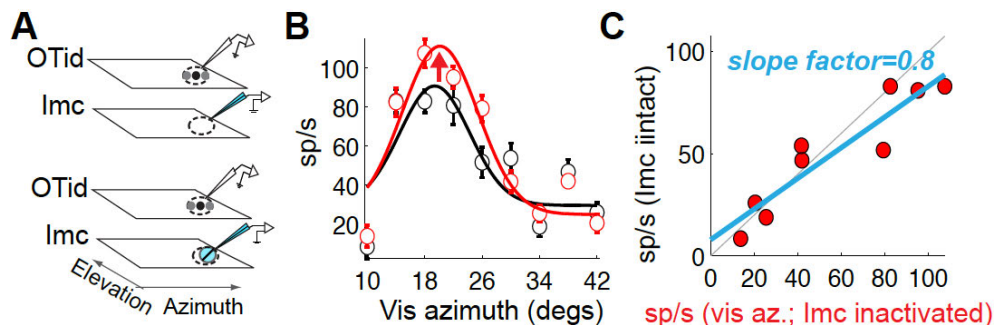 A
OTid
Imc
OTid
Imc
Elevation
Azimuth
B
sp/s
100
80
60
40
20
10
18
26
34
42
Vis azimuth (degs)
C
slope factor=0.8
sp/s (Imc iintact)
100
50
0
0
20
40
60
80
100
sp/s (vis az.; Imc inactivated)